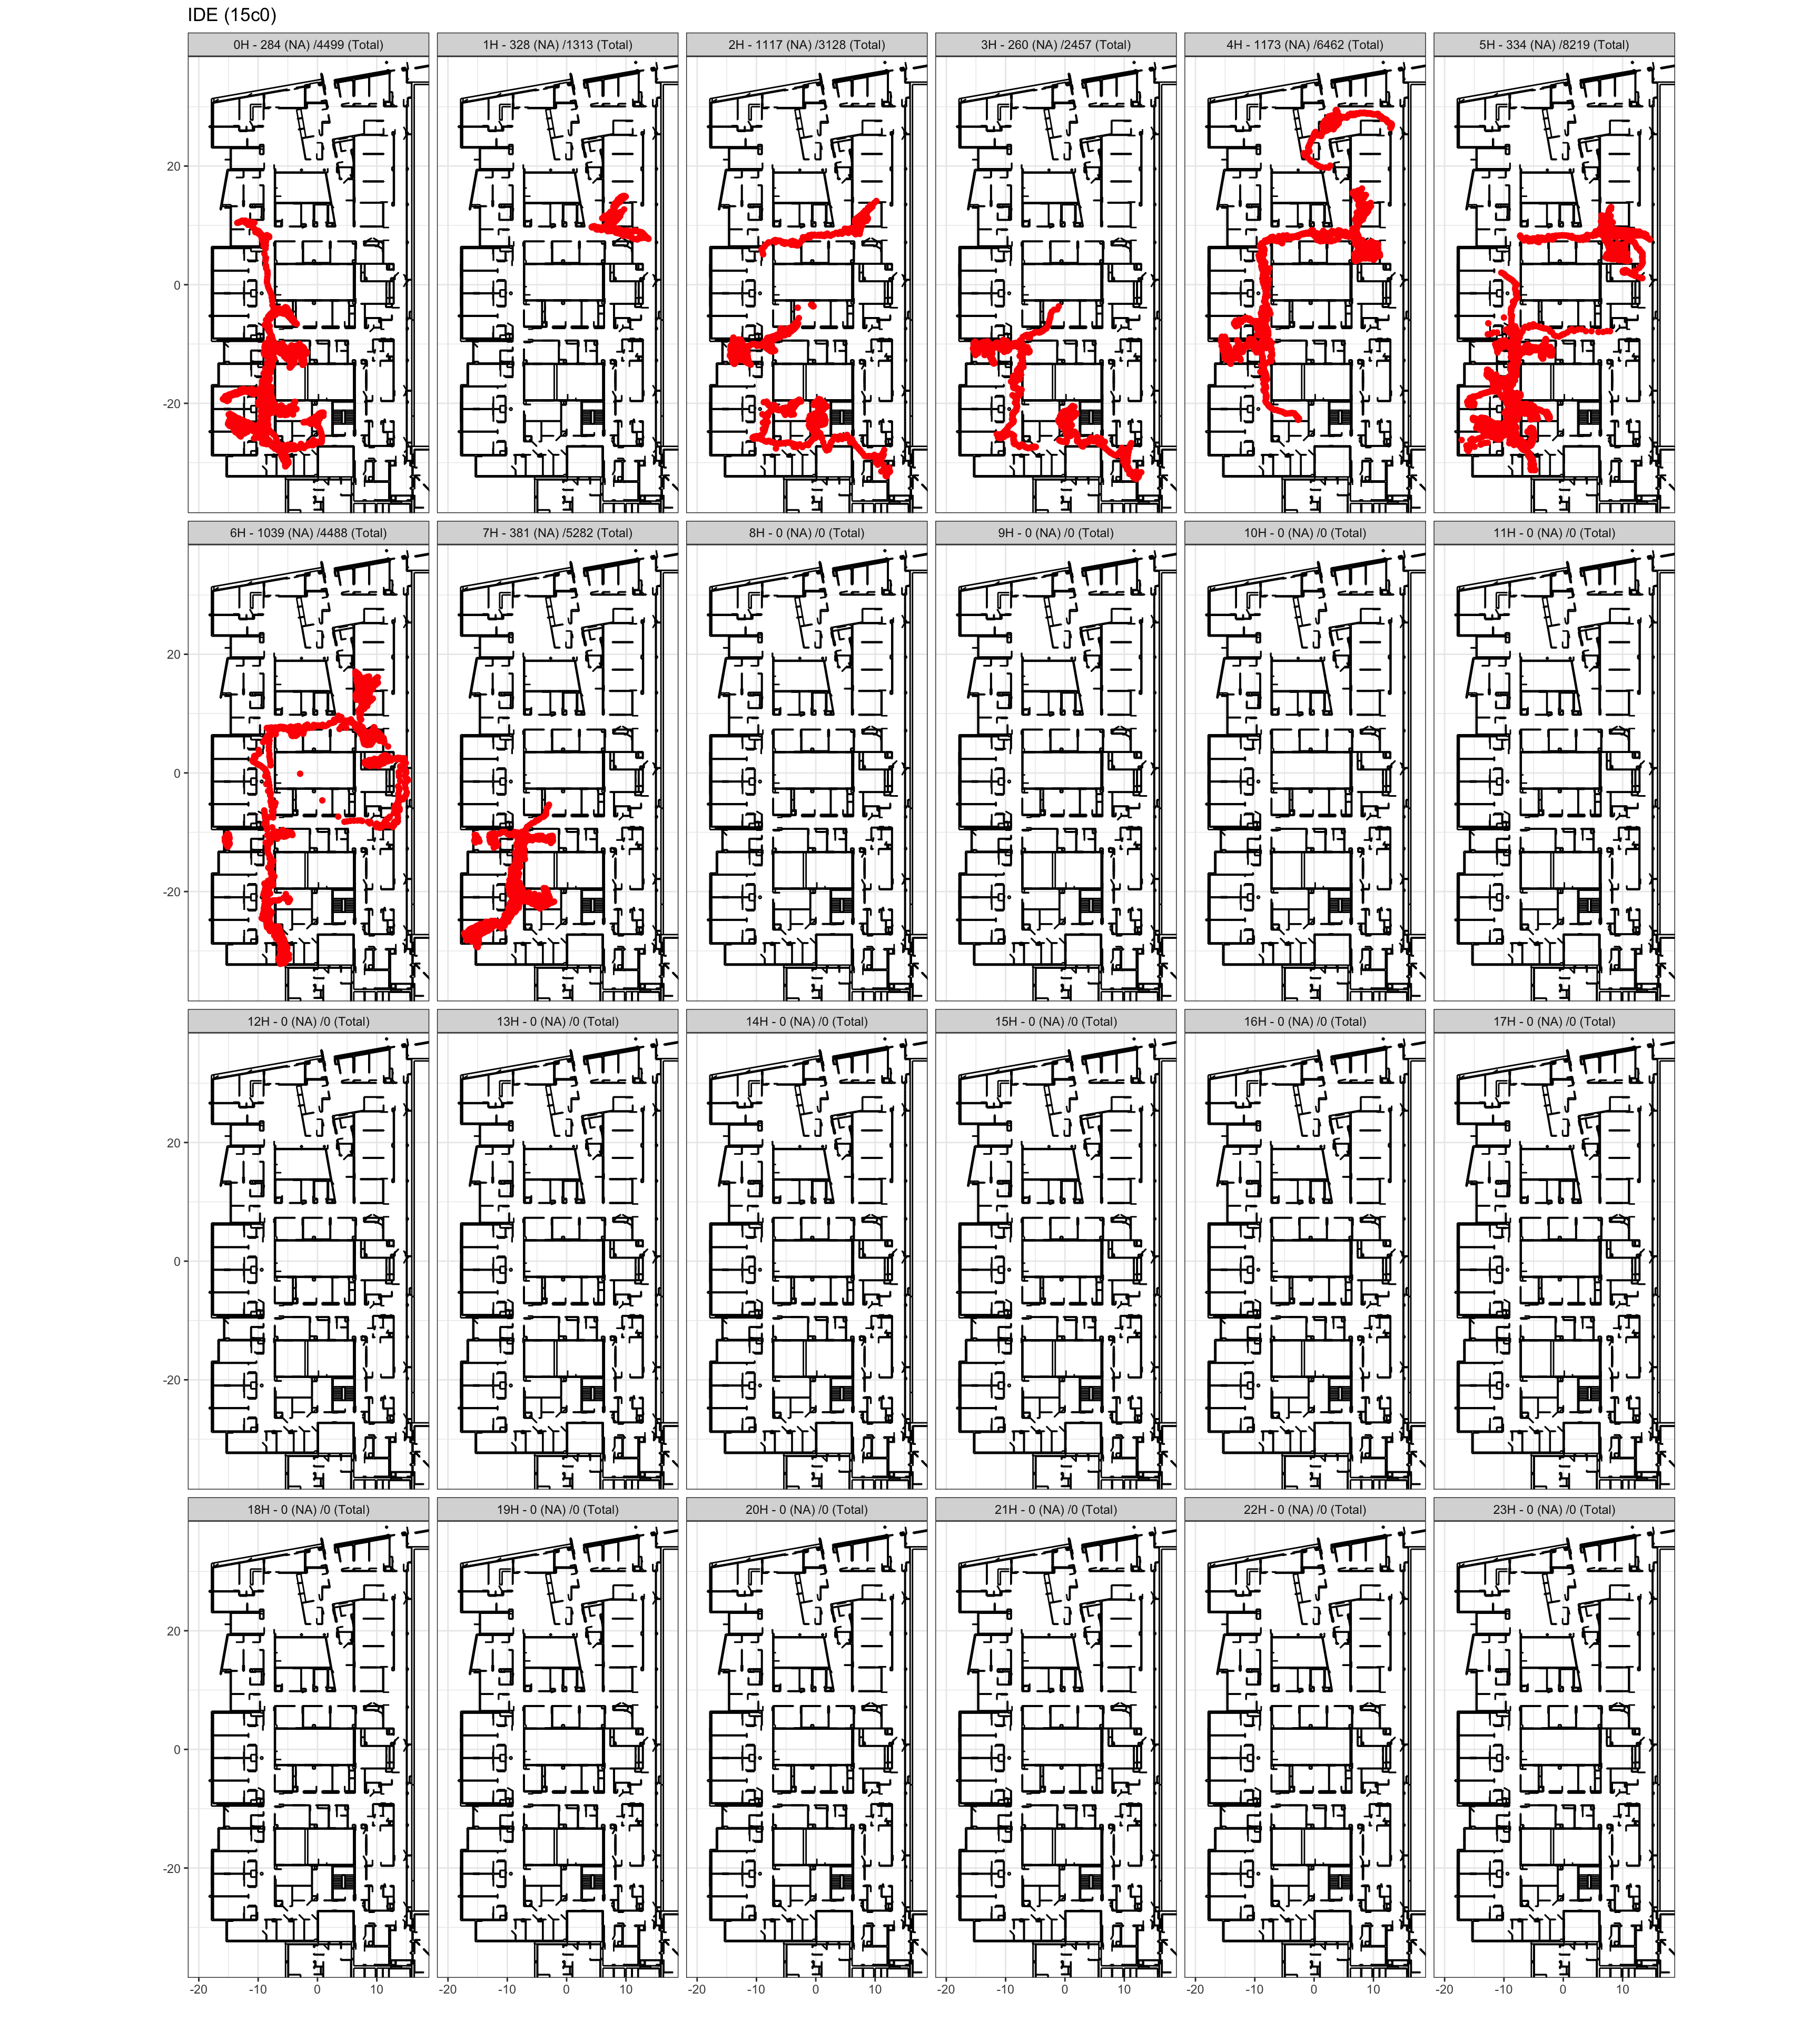 IDE (15c0)
0H - 284 (NA) /4499 (Total)
1H - 328 (NA) /1313 (Total)
2H - 1117 (NA) /3128 (Total)
3H - 260 (NA) /2457 (Total)
4H - 1173 (NA) /6462 (Total)
5H - 334 (NA) /8219 (Total)
20
0
-20
6H - 1039 (NA) /4488 (Total)
7H - 381 (NA) /5282 (Total)
8H - 0 (NA) /0 (Total)
9H - 0 (NA) /0 (Total)
10H - 0 (NA) /0 (Total)
11H - 0 (NA) /0 (Total)
20
0
-20
12H - 0 (NA) /0 (Total)
13H - 0 (NA) /0 (Total)
14H - 0 (NA) /0 (Total)
15H - 0 (NA) /0 (Total)
16H - 0 (NA) /0 (Total)
17H - 0 (NA) /0 (Total)
20
0
-20
18H - 0 (NA) /0 (Total)
19H - 0 (NA) /0 (Total)
20H - 0 (NA) /0 (Total)
21H - 0 (NA) /0 (Total)
22H - 0 (NA) /0 (Total)
23H - 0 (NA) /0 (Total)
20
0
-20
-20 -10 0 10
-20 -10 0 10
-20 -10 0 10
-20 -10 0 10
-20 -10 0 10
-20 -10 0 10